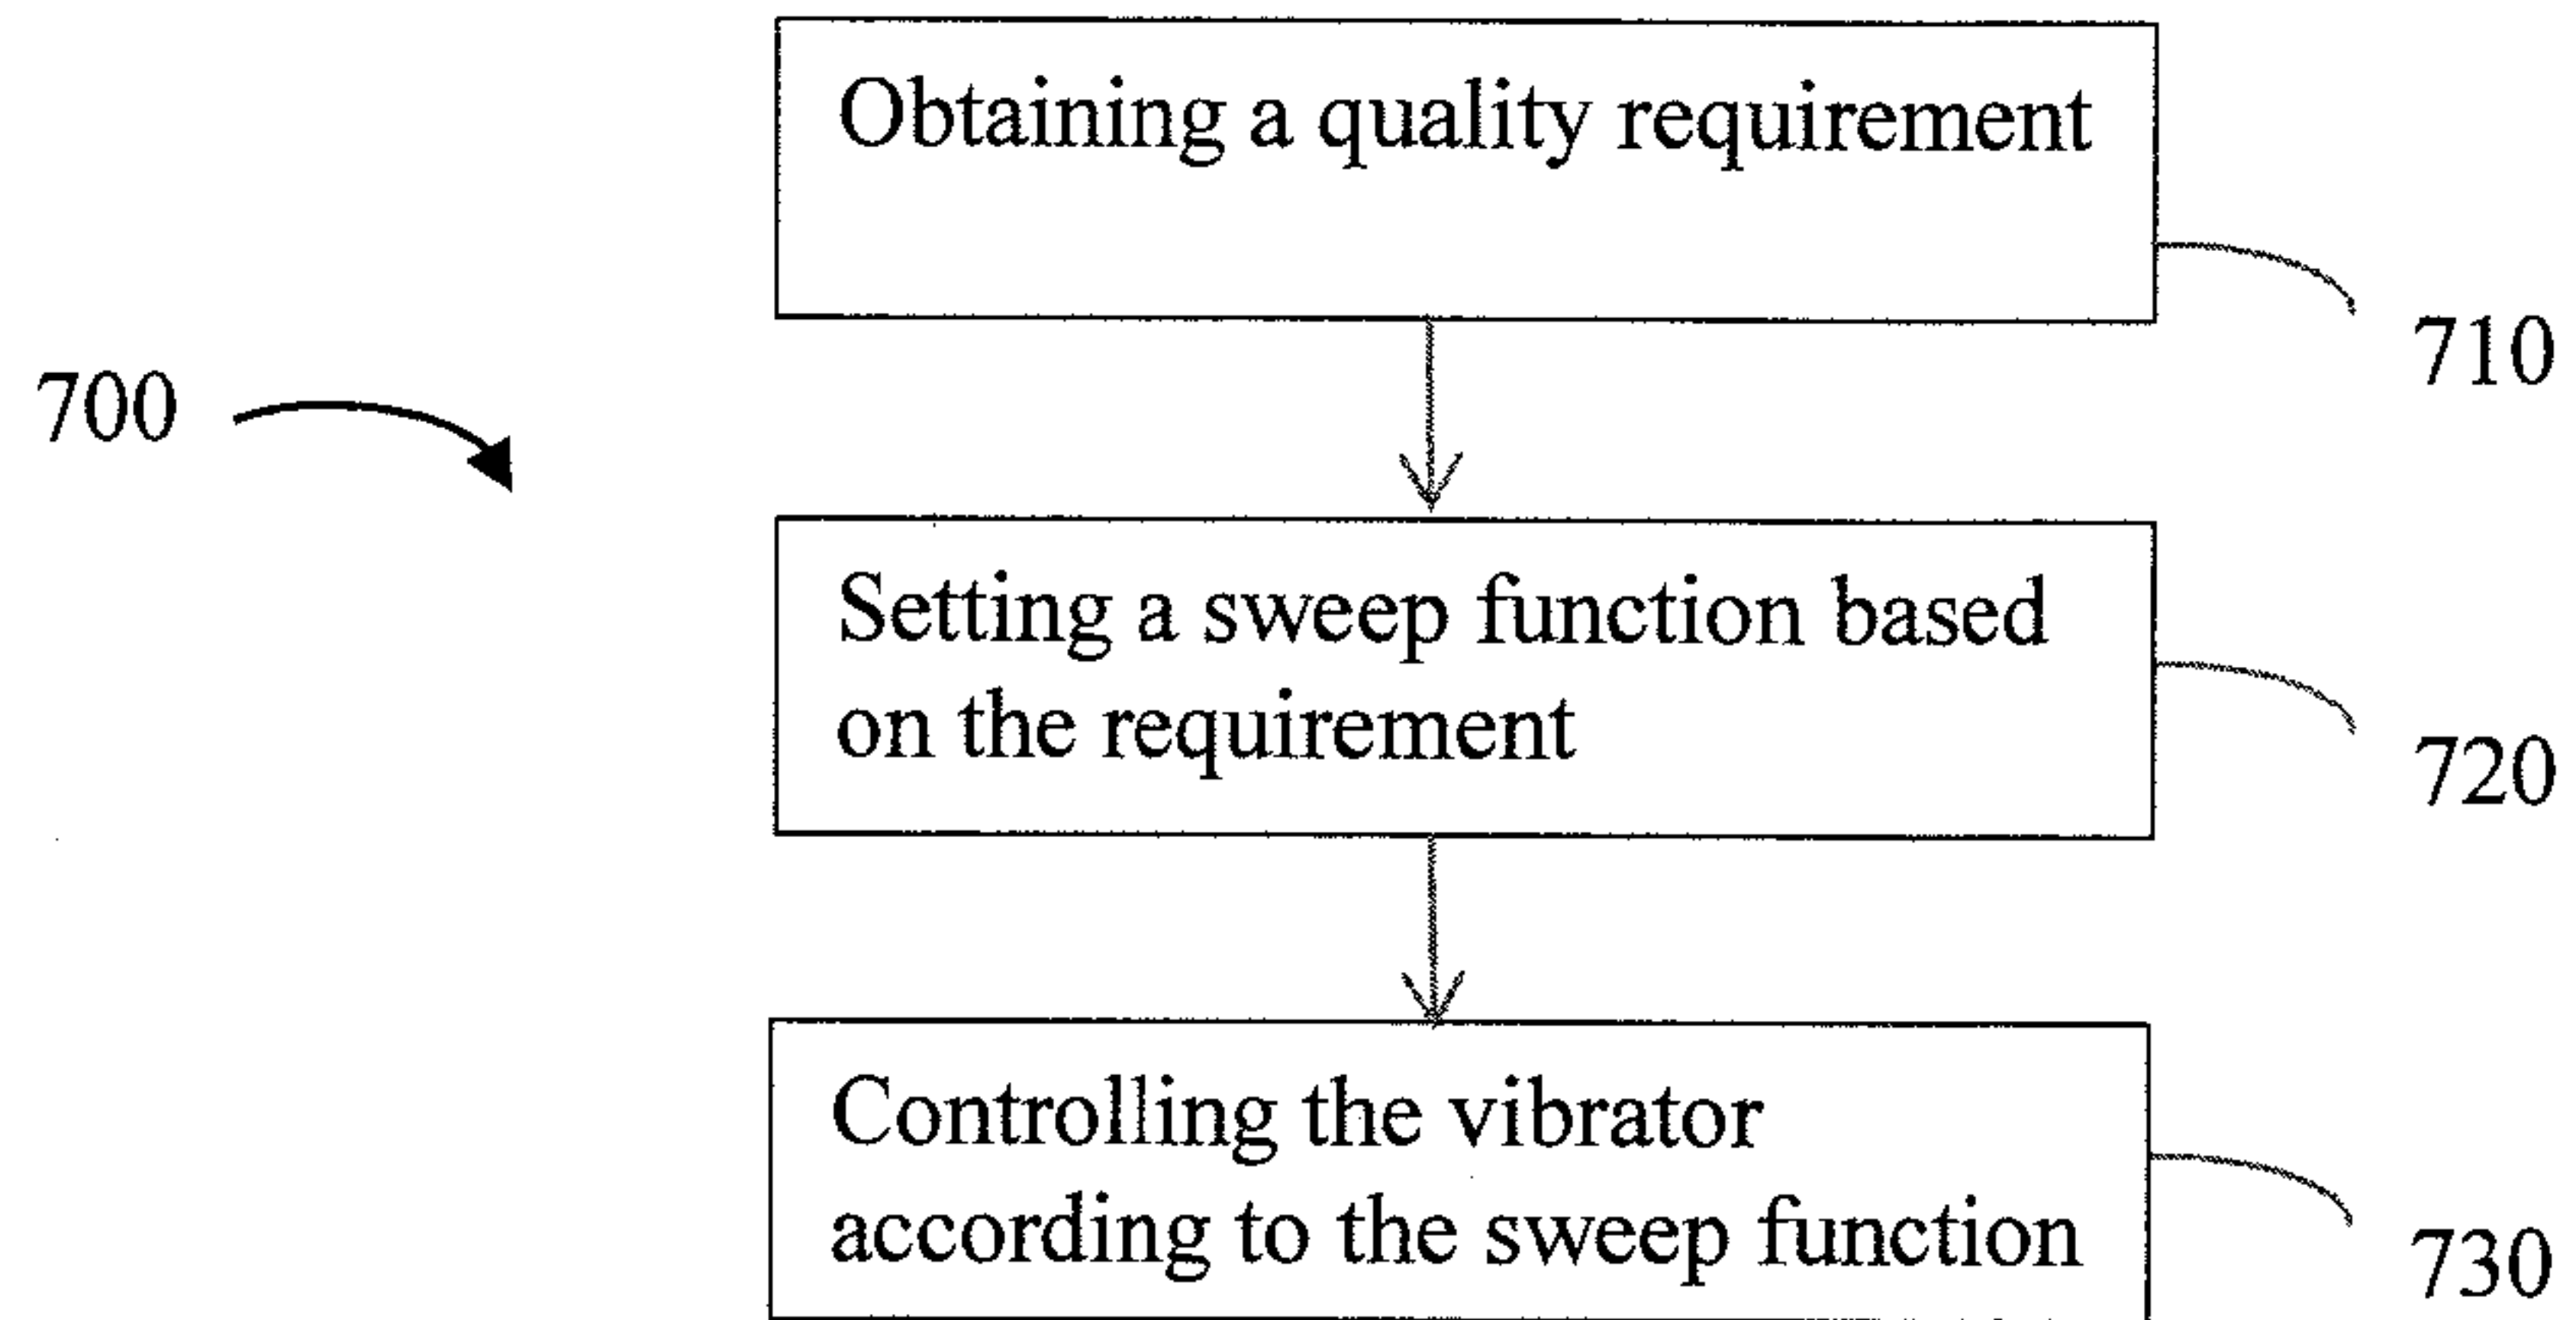 Obtaining a quality requirement
710
700
Setting a sweep function based
on the requirement
720
Controlling the vibrator
according to the sweep function
730